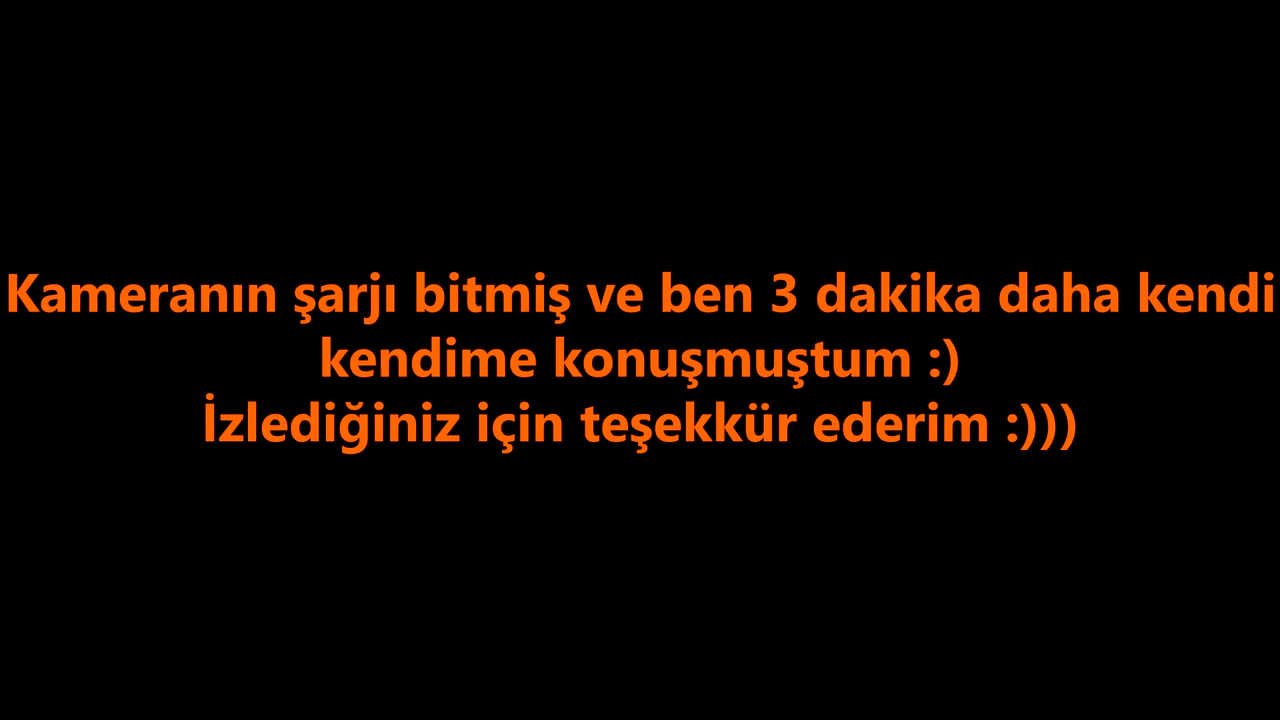 Kameranın şarjı bitmiş ve ben 3 dakika daha kendi
kendime konuşmuştum :)
İzlediğiniz için teşekkür ederim :)))